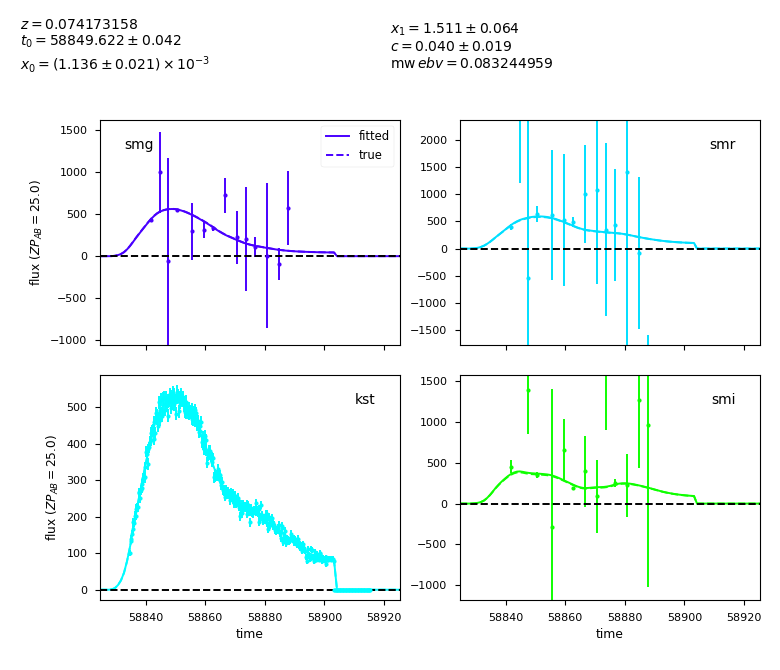 z = 0.074173158
t₀ = 58849.622 ± 0.042
x₀ = (1.136 ± 0.021) × 10⁻³
x₁ = 1.511 ± 0.064
c = 0.040 ± 0.019
mw ebv = 0.083244959
smg
fitted
true
1500
1000
500
0
−500
−1000
flux (ZP_AB = 25.0)
smr
2000
1500
1000
500
0
−500
−1000
−1500
kst
500
400
300
200
100
0
flux (ZP_AB = 25.0)
58840 58860 58880 58900 58920
time
smi
1500
1000
500
0
−500
−1000
58840 58860 58880 58900 58920
time